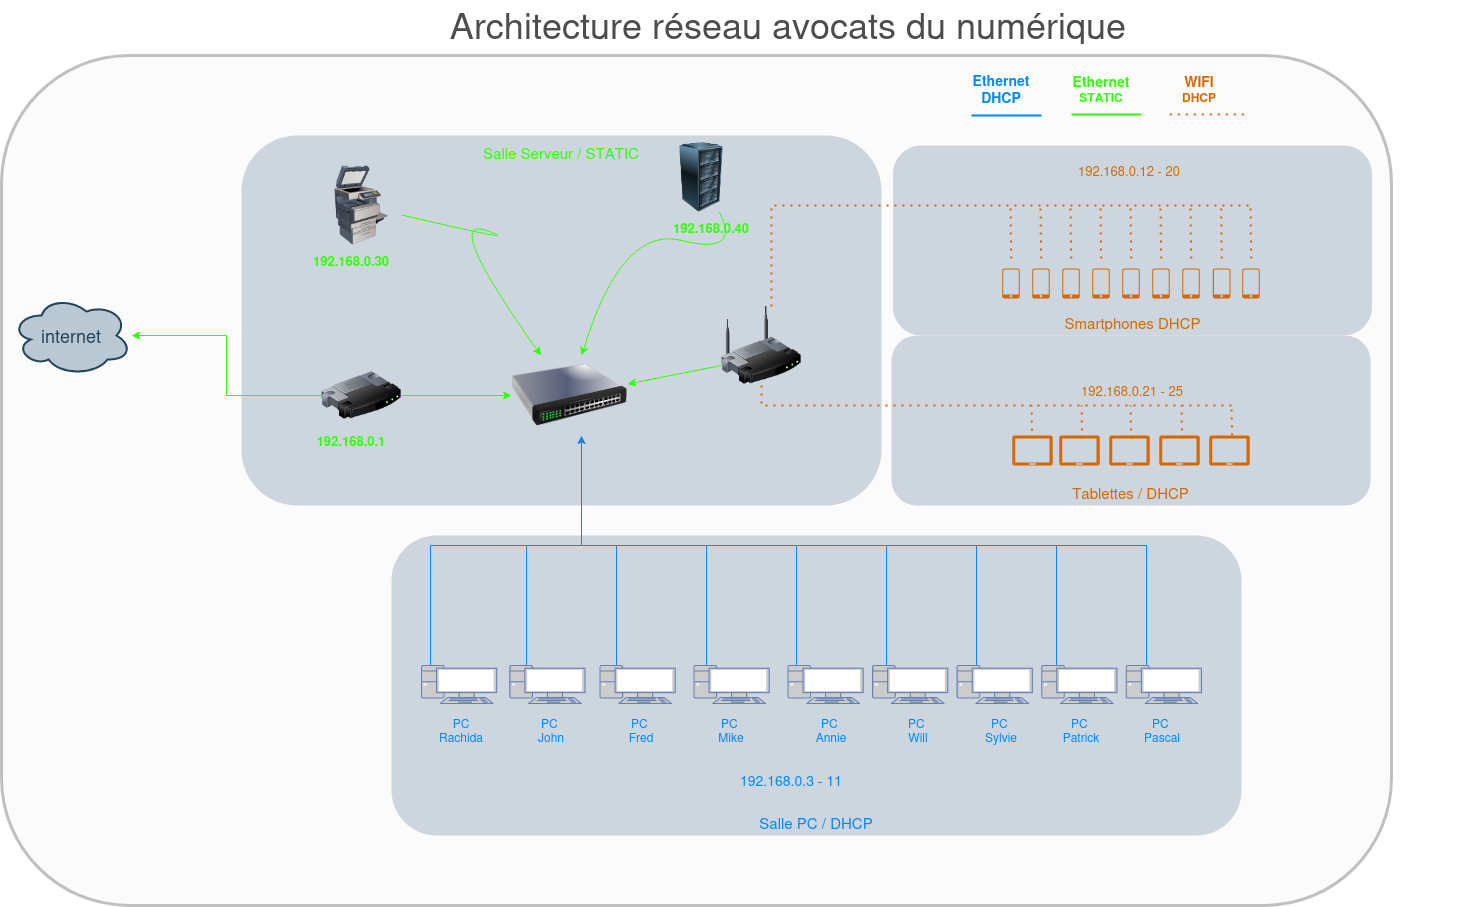 Architecture réseau avocats du numérique
Ethernet
DHCP
Ethernet
STATIC
WIFI
DHCP
Salle Serveur / STATIC
192.168.0.30
192.168.0.40
192.168.0.12 - 20
Smartphones DHCP
internet
192.168.0.1
192.168.0.21 - 25
Tablettes / DHCP
PC
Rachida
PC
John
PC
Fred
PC
Mike
PC
Annie
PC
Will
PC
Sylvie
PC
Patrick
PC
Pascal
192.168.0.3 - 11
Salle PC / DHCP